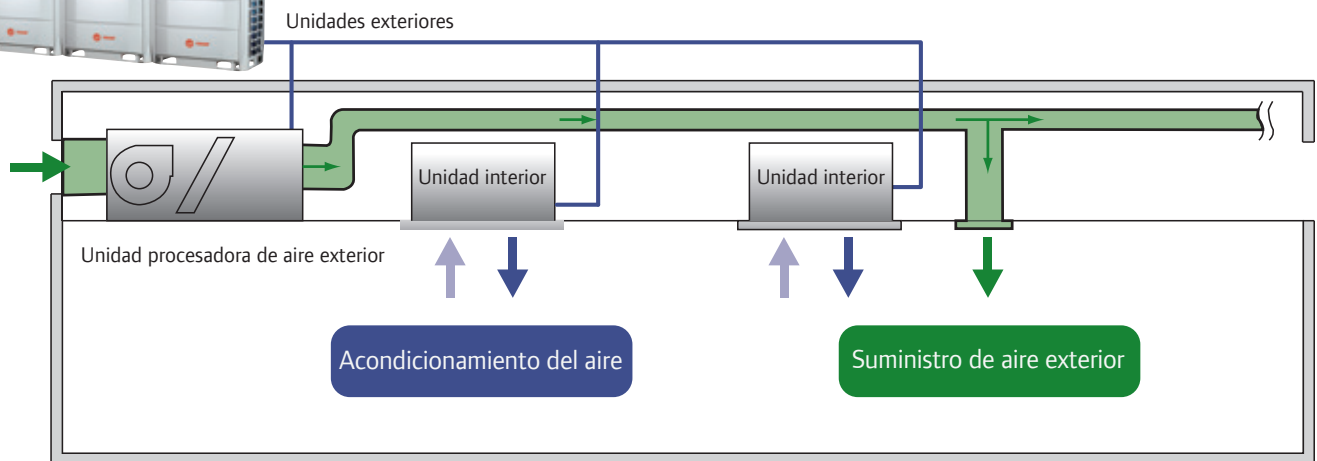 Unidades exteriores
Unidad interior
Unidad interior
Unidad procesadora de aire exterior
Acondicionamiento del aire
Suministro de aire exterior